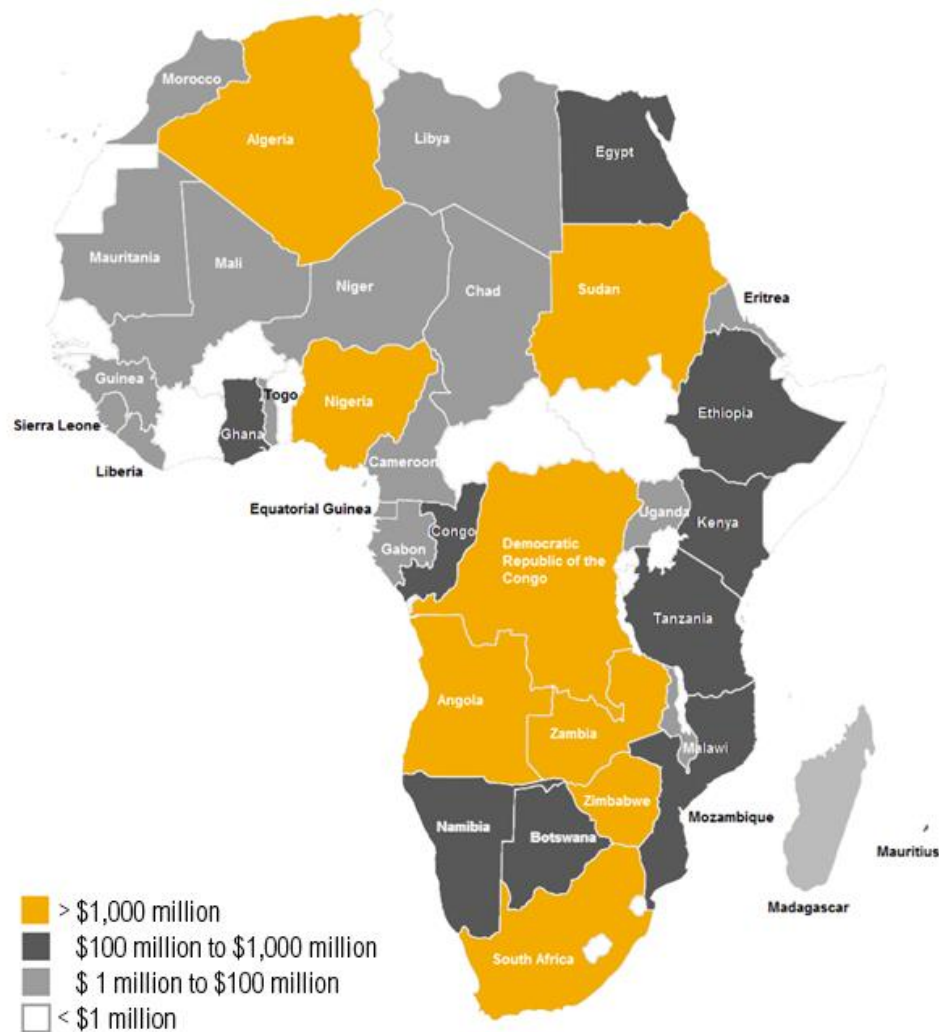 Morocco
Algeria
Libya
Egypt
Mauritania
Mali
Niger
Chad
Sudan
Eritrea
Guinea
Togo
Nigeria
Sierra Leone
Ghana
Ethiopia
Liberia
Cameroon
Equatorial Guinea
Congo
Uganda
Kenya
Gabon
Democratic
Republic of the
Congo
Tanzania
Angola
Zambia
Malawi
Zimbabwe
Mozambique
Namibia
Botswana
Mauritius
Madagascar
South Africa
> $1,000 million
$100 million to $1,000 million
$ 1 million to $100 million
< $1 million